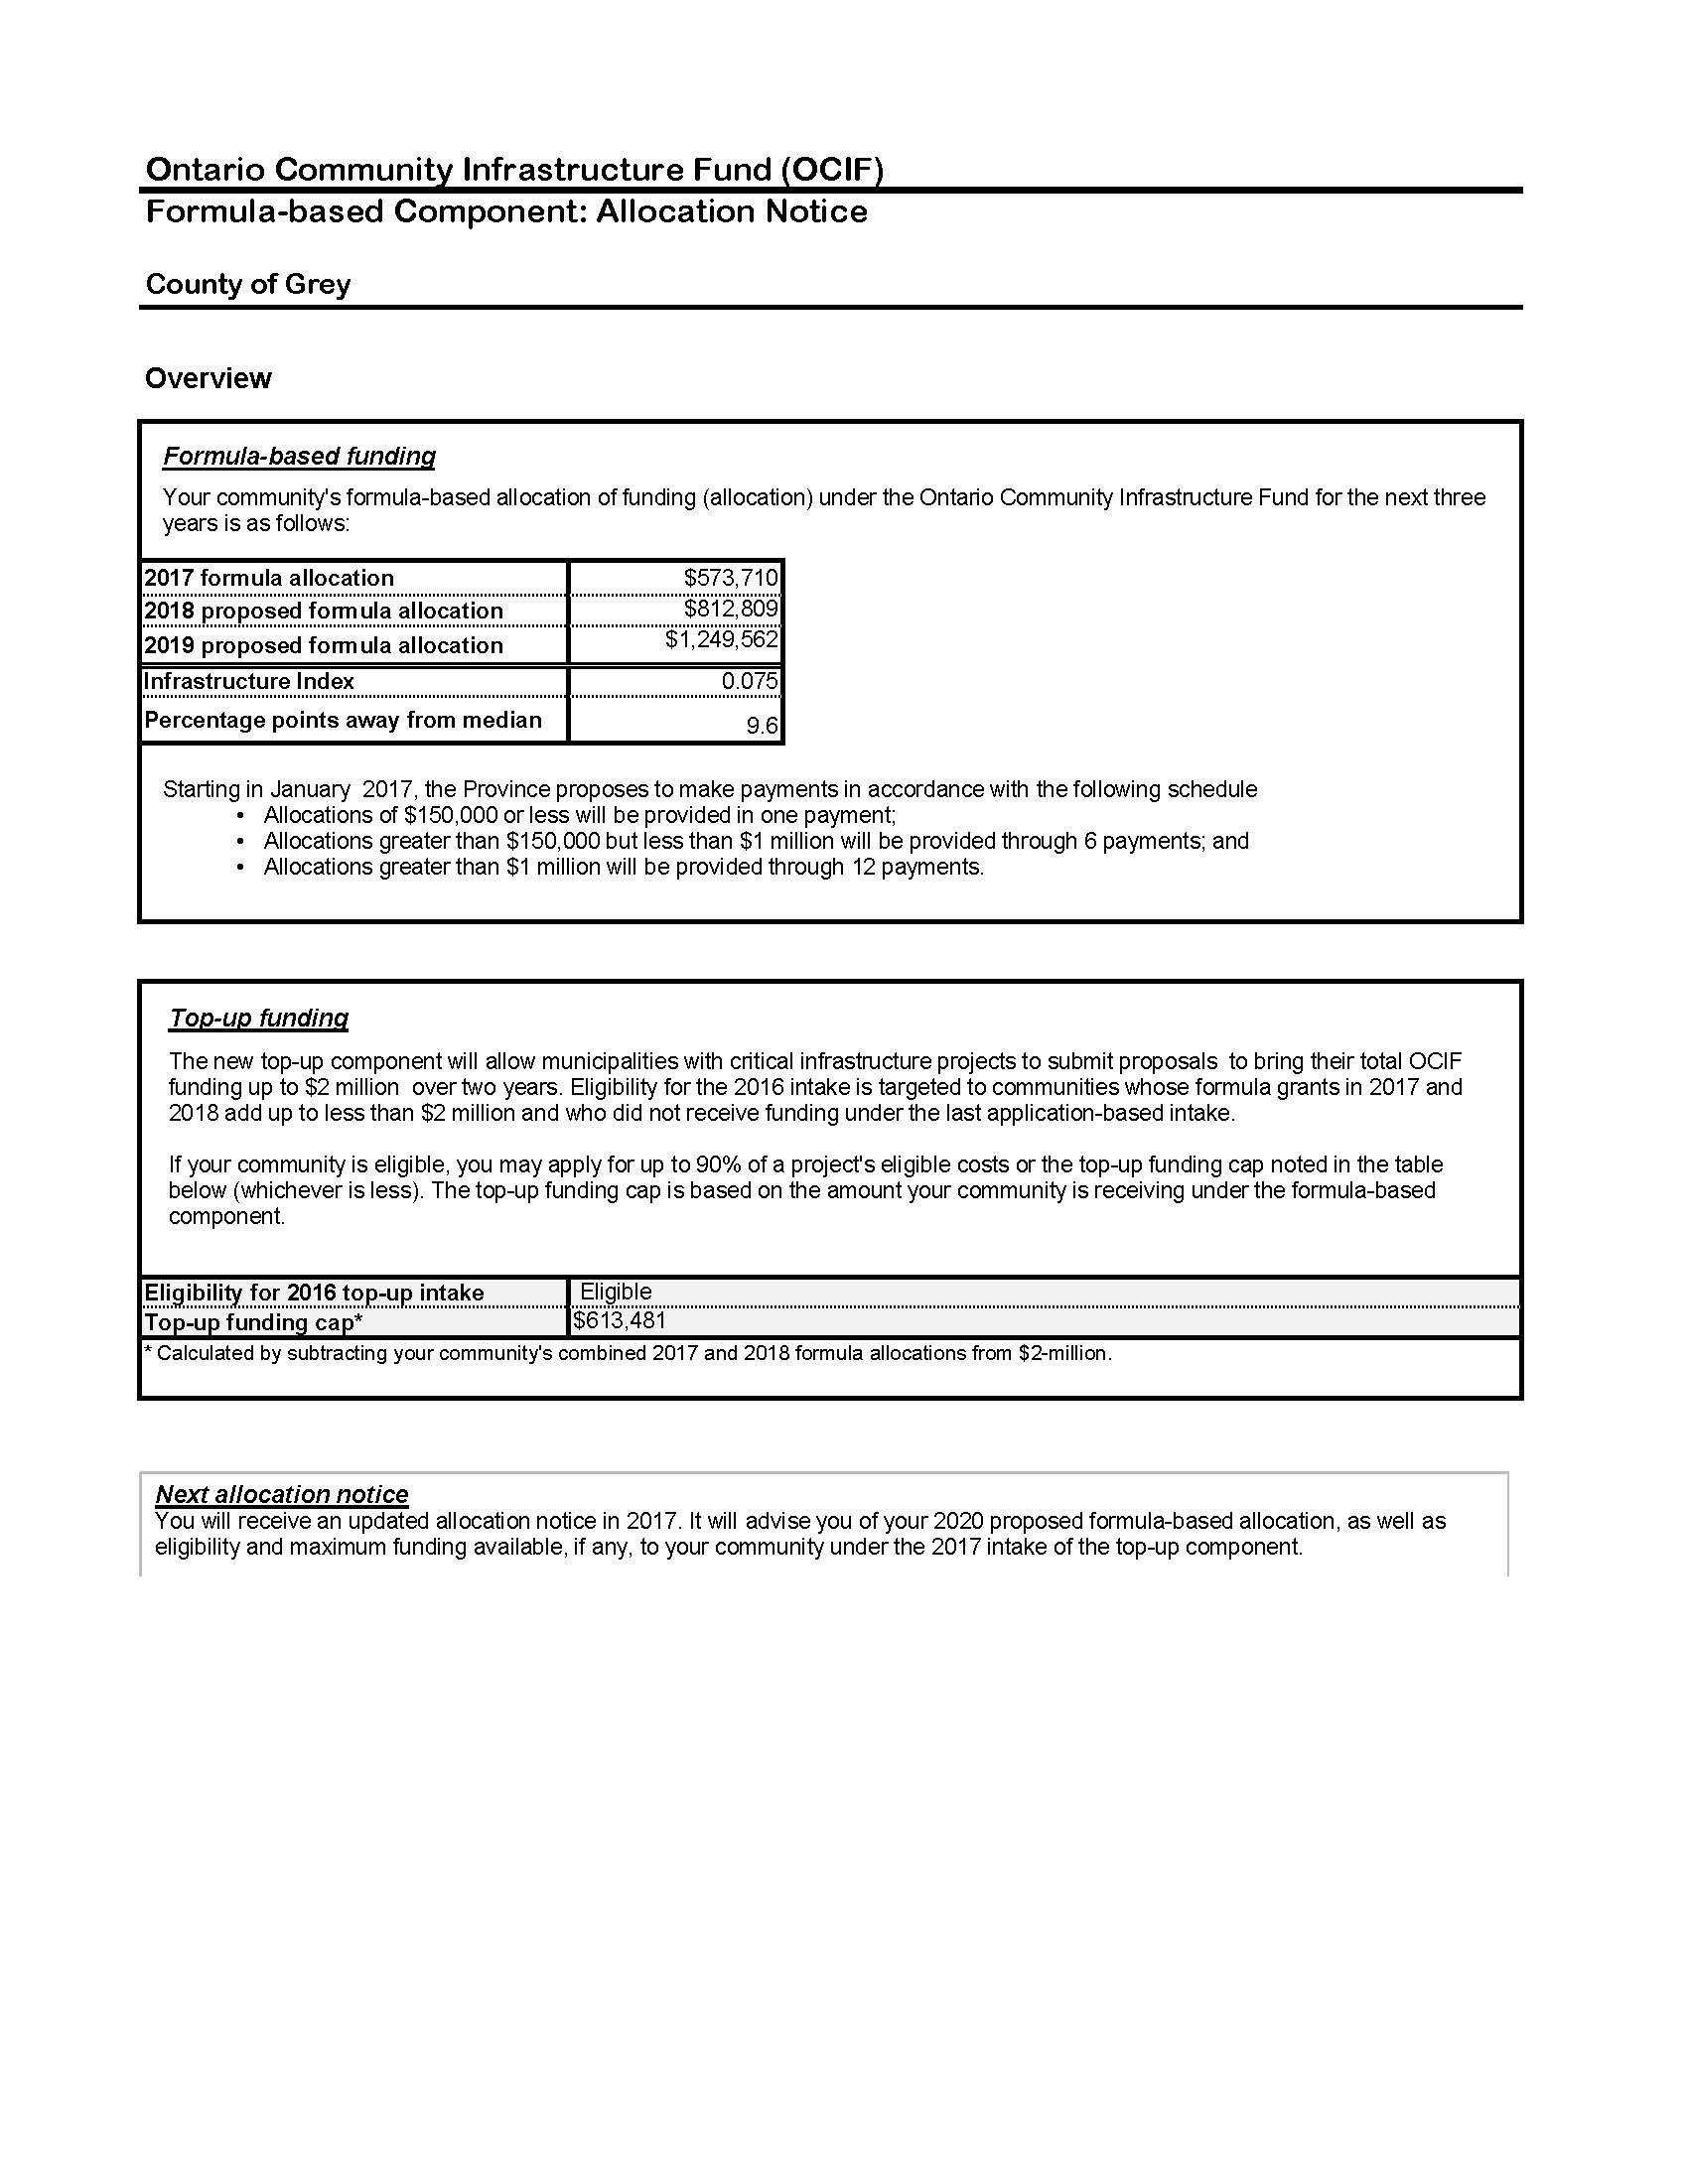 Ontario Community Infrastructure Fund (OCIF)
Formula-based Component: Allocation Notice
County of Grey
Overview
Formula-based funding
Your community's formula-based allocation of funding (allocation) under the Ontario Community Infrastructure Fund for the next three
years is as follows:
2017 formula allocation $573,710
2018 proposed formula allocation $812,809
2019 proposed formula allocation $1,249,562
Infrastructure Index 0.075
Percentage points away from median 9.6
Starting in January 2017, the Province proposes to make payments in accordance with the following schedule
• Allocations of $150,000 or less will be provided in one payment;
• Allocations greater than $150,000 but less than $1 million will be provided through 6 payments; and
• Allocations greater than $1 million will be provided through 12 payments.
Top-up funding
The new top-up component will allow municipalities with critical infrastructure projects to submit proposals to bring their total OCIF
funding up to $2 million over two years. Eligibility for the 2016 intake is targeted to communities whose formula grants in 2017 and
2018 add up to less than $2 million and who did not receive funding under the last application-based intake.
If your community is eligible, you may apply for up to 90% of a project's eligible costs or the top-up funding cap noted in the table
below (whichever is less). The top-up funding cap is based on the amount your community is receiving under the formula-based
component.
Eligibility for 2016 top-up intake Eligible
Top-up funding cap* $613,481
* Calculated by subtracting your community's combined 2017 and 2018 formula allocations from $2-million.
Next allocation notice
You will receive an updated allocation notice in 2017. It will advise you of your 2020 proposed formula-based allocation, as well as
eligibility and maximum funding available, if any, to your community under the 2017 intake of the top-up component.